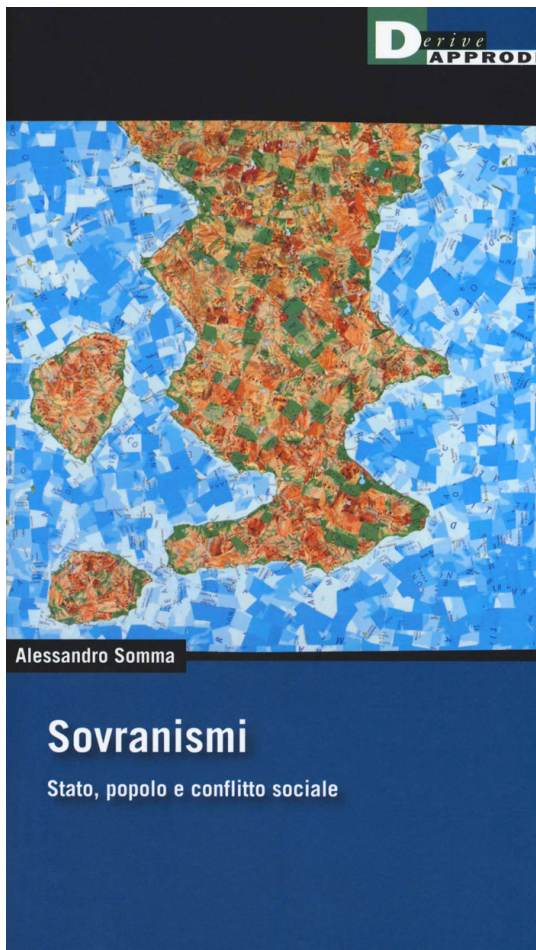 Derive
APPRODI
Alessandro Somma
Sovranismi
Stato, popolo e conflitto sociale